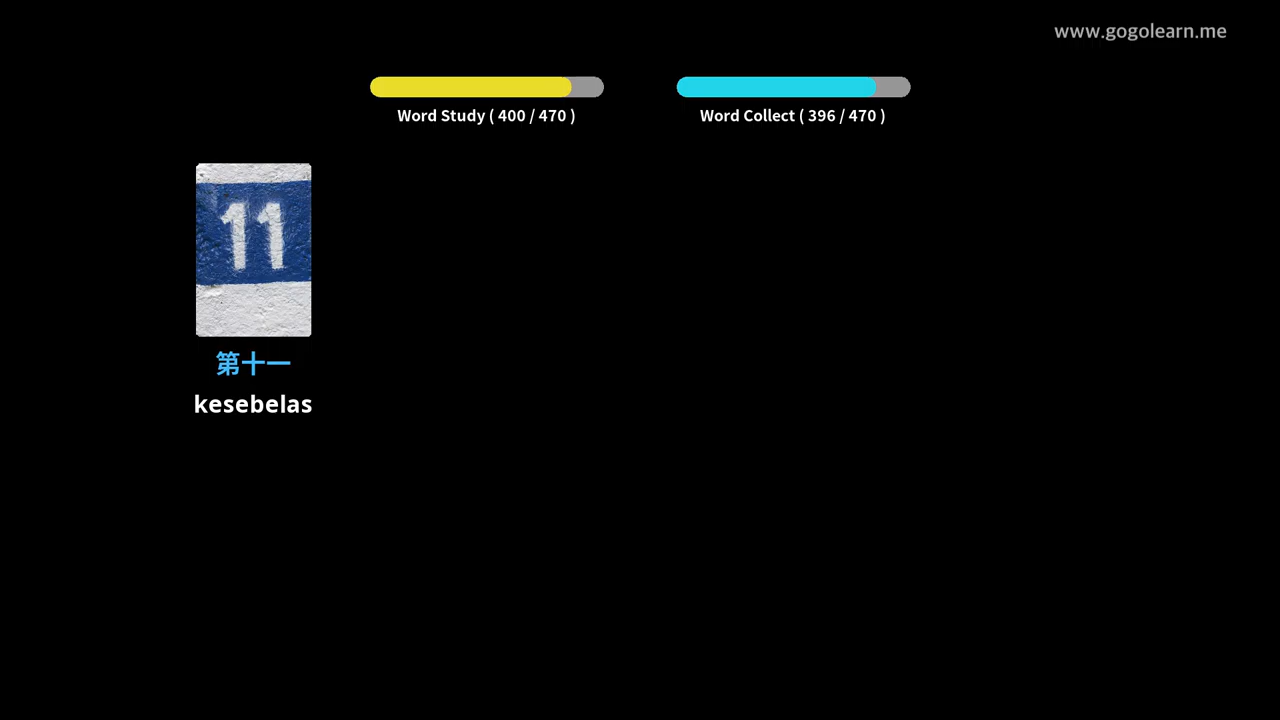 www.gogolearn.me
Word Study ( 400 / 470 )
Word Collect ( 396 / 470 )
11
第十一
kesebelas